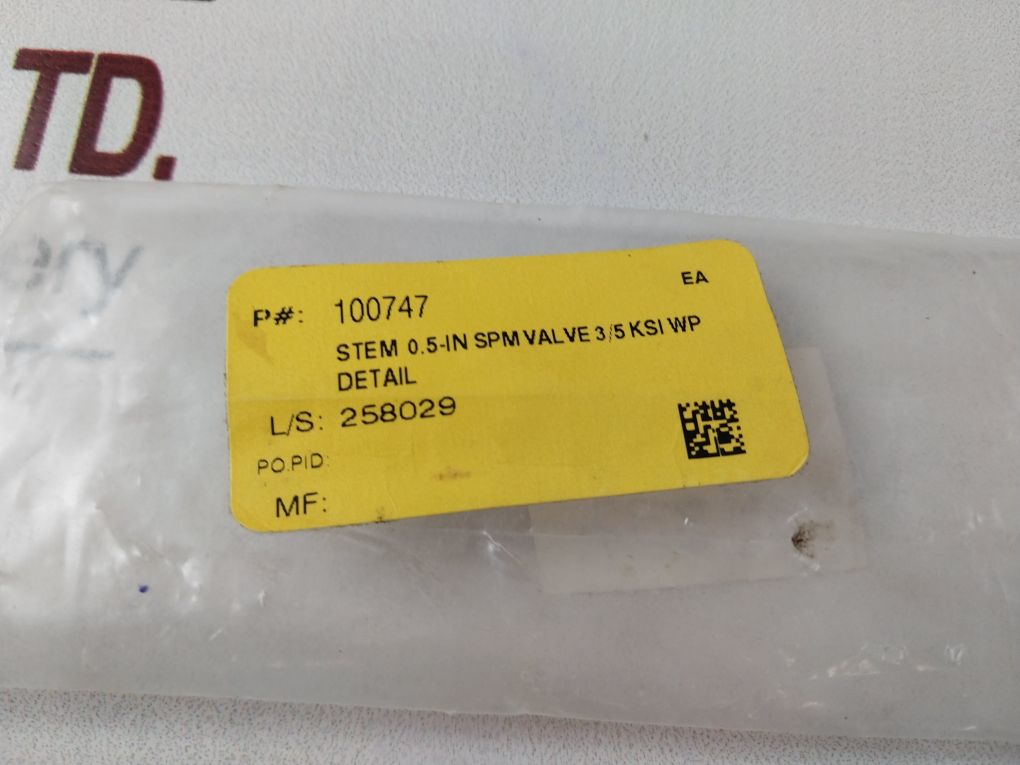 TD.
EA
P#: 100747
STEM 0.5-IN SPM VALVE 3/5 KSI WP
DETAIL
L/S: 258029
PO.PID:
MF: